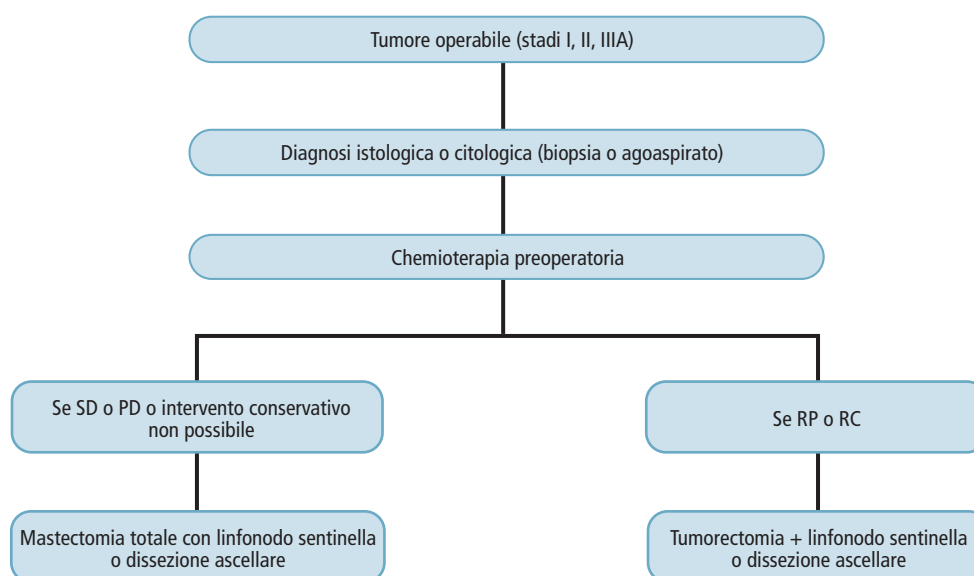 Tumore operabile (stadi I, II, IIIA)
Diagnosi istologica o citologica (biopsia o agoaspirato)
Chemioterapia preoperatoria
Se SD o PD o intervento conservativo
non possibile
Se RP o RC
Mastectomia totale con linfonodo sentinella
o dissezione ascellare
Tumorectomia + linfonodo sentinella
o dissezione ascellare